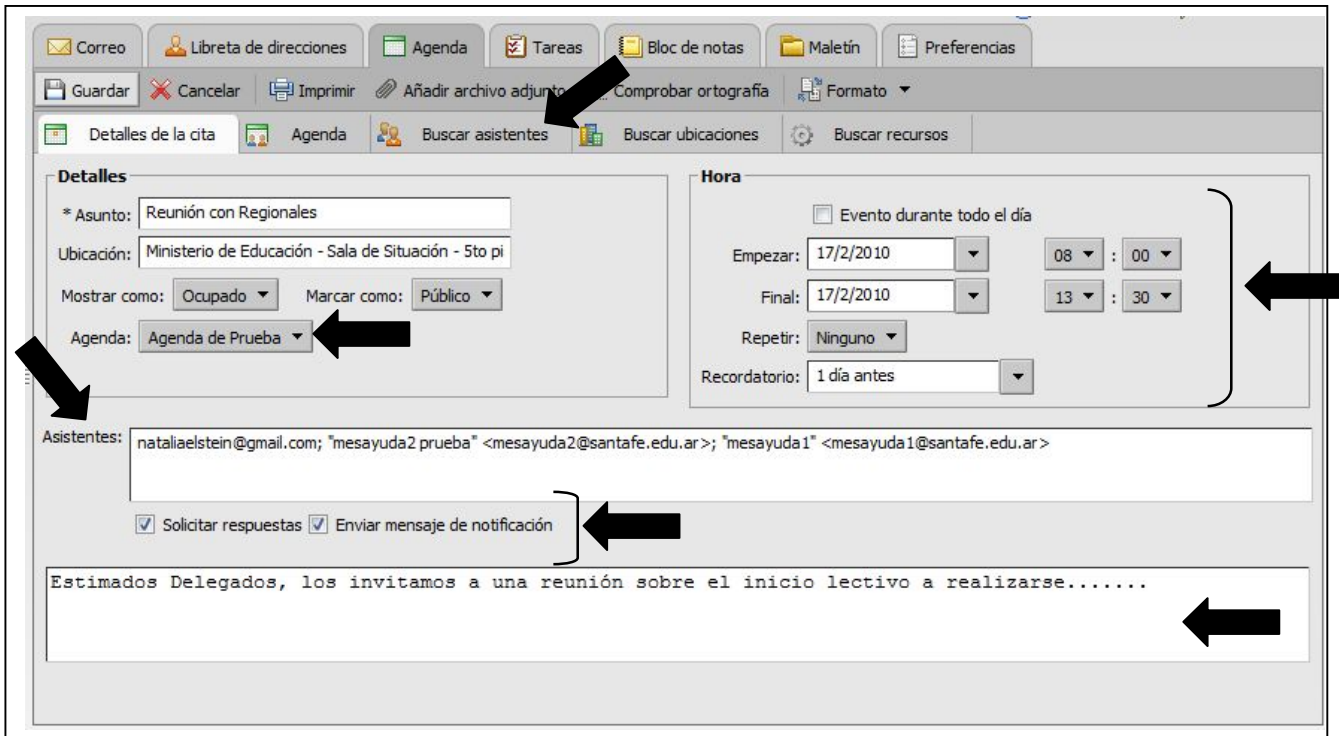 Correo Libreta de direcciones Agenda Tareas Bloc de notas Maletín Preferencias
Guardar Cancelar Imprimir Añadir archivo adjunto Comprobar ortografía Formato
Detalles de la cita Agenda Buscar asistentes Buscar ubicaciones Buscar recursos
Detalles
* Asunto: Reunión con Regionales
Ubicación: Ministerio de Educación - Sala de Situación - 5to pi
Mostrar como: Ocupado Marcar como: Público
Agenda: Agenda de Prueba
Hora
Evento durante todo el día
Empezar: 17/2/2010 08 : 00
Final: 17/2/2010 13 : 30
Repetir: Ninguno
Recordatorio: 1 día antes
Asistentes: nataliaelstein@gmail.com; "mesayuda2 prueba" <mesayuda2@santafe.edu.ar>; "mesayuda1" <mesayuda1@santafe.edu.ar>
Solicitar respuestas Enviar mensaje de notificación
Estimados Delegados, los invitamos a una reunión sobre el inicio lectivo a realizarse.......